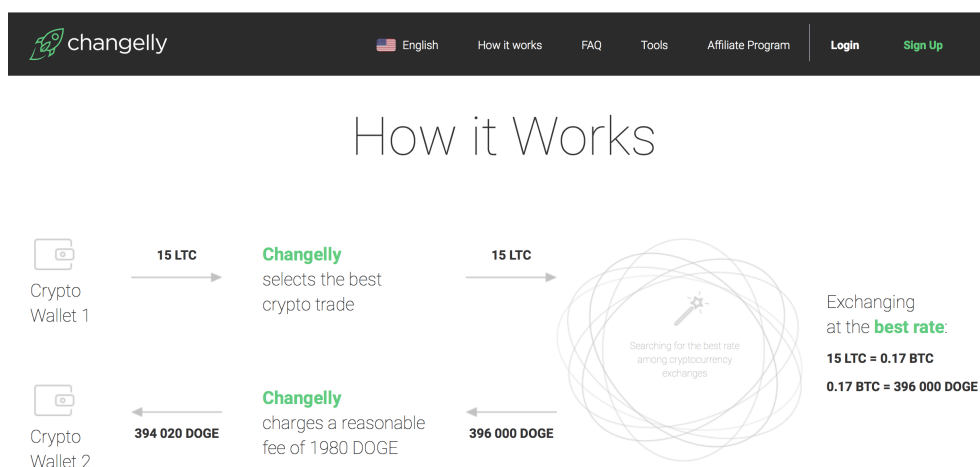 changelly English How it works FAQ Tools Affiliate Program Login Sign Up
How it Works
15 LTC
Changelly
selects the best
crypto trade
15 LTC
Crypto
Wallet 1
Searching for the best rate
among cryptocurrency
exchanges
Exchanging
at the best rate:
15 LTC = 0.17 BTC
0.17 BTC = 396 000 DOGE
Crypto
Wallet 2
394 020 DOGE
Changelly
charges a reasonable
fee of 1980 DOGE
396 000 DOGE